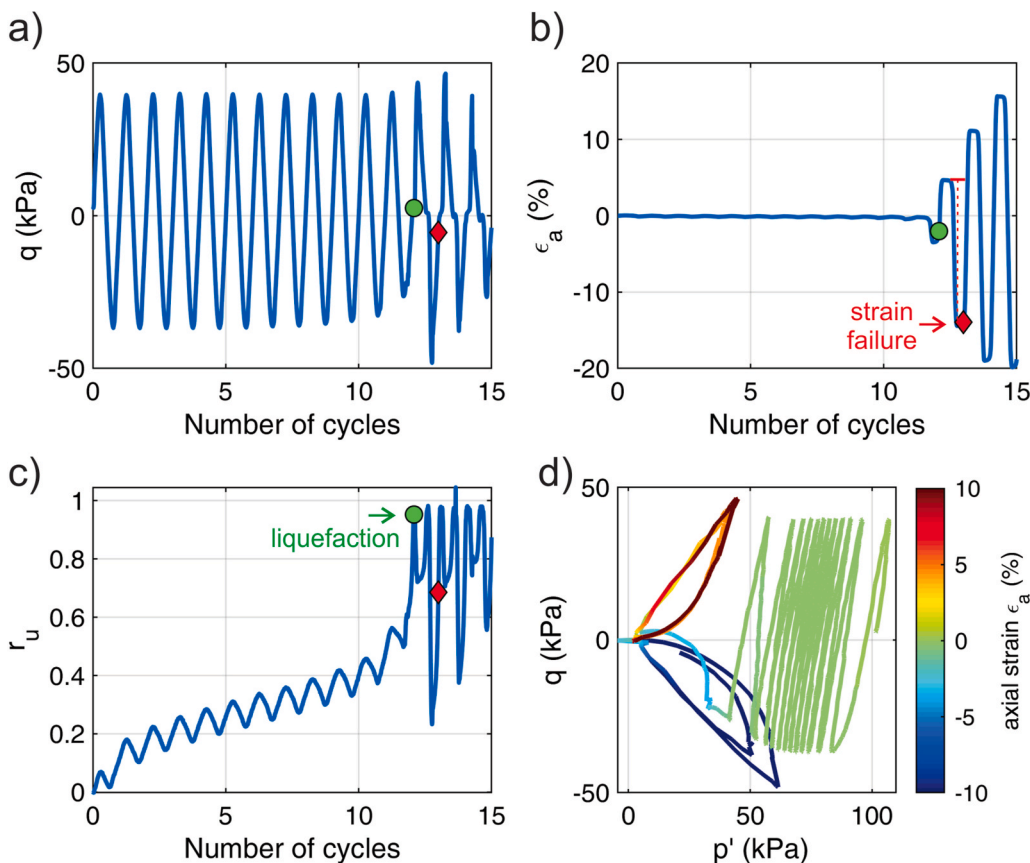 a)
50
0
-50
q (kPa)
0 5 10 15
Number of cycles
b)
20
10
0
-10
-20
ϵa (%)
strain
failure
0 5 10 15
Number of cycles
c)
1
0.8
0.6
0.4
0.2
0
ru
liquefaction
0 5 10 15
Number of cycles
d)
50
0
-50
q (kPa)
0 50 100
p' (kPa)
10
5
0
-5
-10
axial strain ϵa (%)